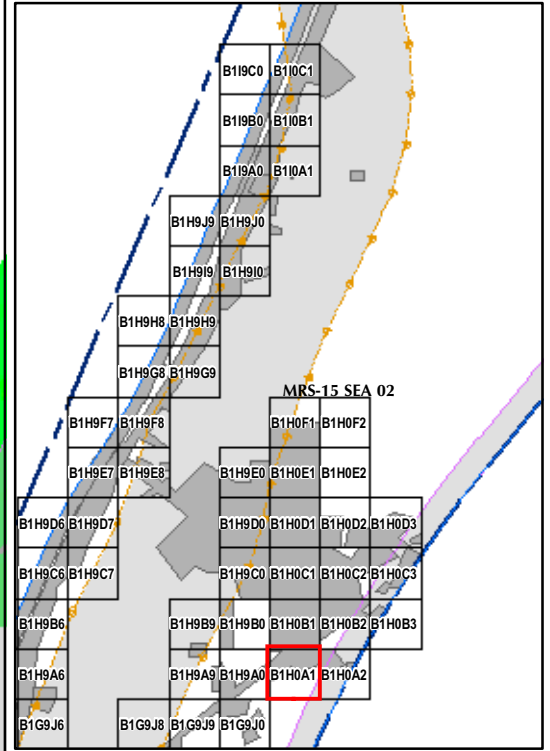 B1I9C0 B1I0C1
B1I9B0 B1I0B1
B1I9A0 B1I0A1
B1H9J9 B1H9J0
B1H9I9 B1H9I0
B1H9H8 B1H9H9
B1H9G8 B1H9G9
MRS-15 SEA 02
B1H9F7 B1H9F8 B1H0F1 B1H0F2
B1H9E7 B1H9E8 B1H9E0 B1H0E1 B1H0E2
B1H9D6 B1H9D7 B1H9D0 B1H0D1 B1H0D2 B1H0D3
B1H9C6 B1H9C7 B1H9C0 B1H0C1 B1H0C2 B1H0C3
B1H9B6 B1H9B9 B1H9B0 B1H0B1 B1H0B2 B1H0B3
B1H9A6 B1H9A9 B1H9A0 B1H0A1 B1H0A2
B1G9J6 B1G9J8 B1G9J9 B1G9J0